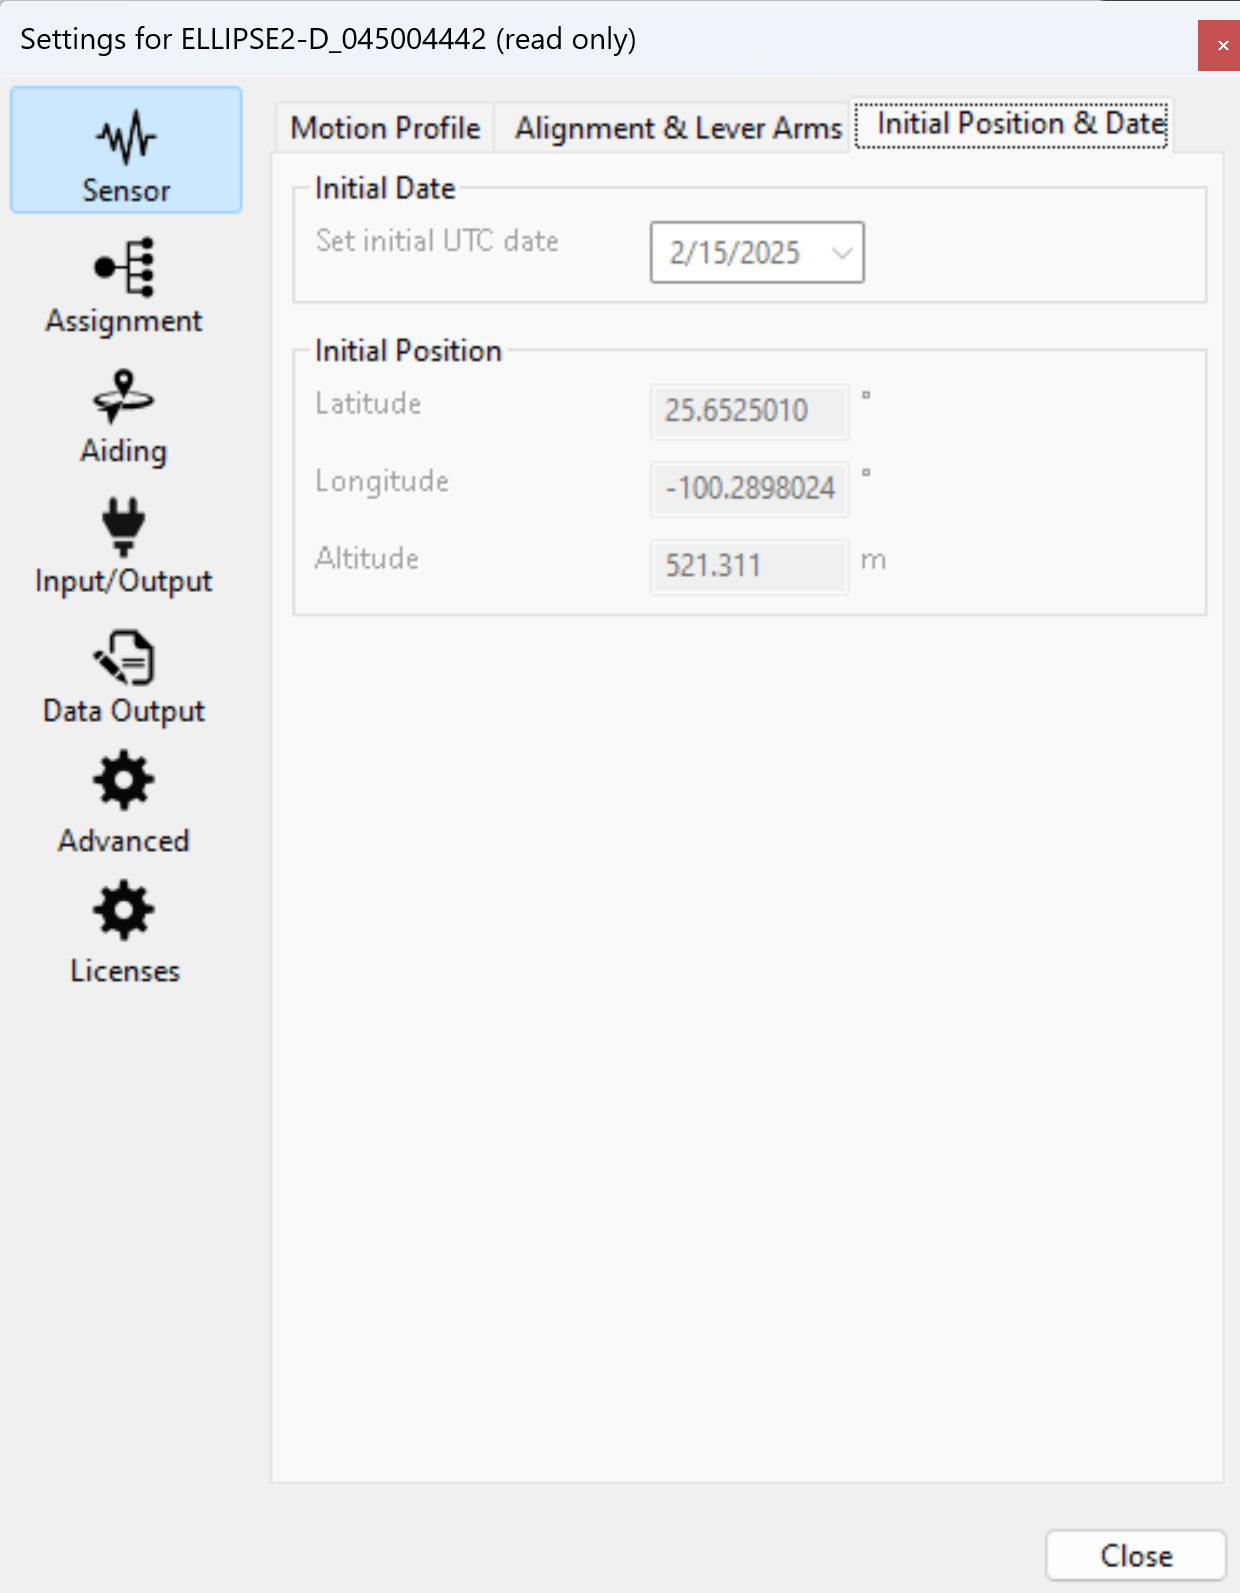 Settings for ELLIPSE2-D_045004442 (read only)
Sensor
Assignment
Aiding
Input/Output
Data Output
Advanced
Licenses
Motion Profile
Alignment & Lever Arms
Initial Position & Date
Initial Date
Set initial UTC date 2/15/2025
Initial Position
Latitude 25.6525010 °
Longitude -100.2898024 °
Altitude 521.311 m
Close